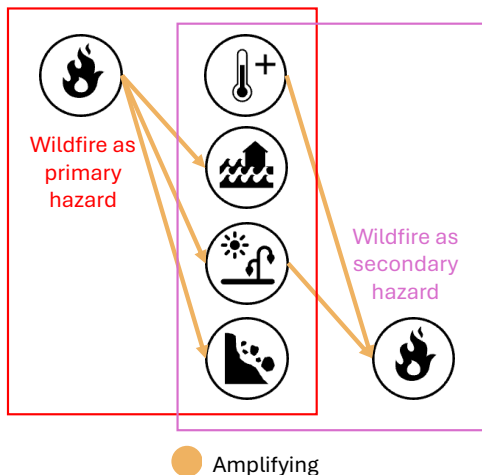 Wildfire as
primary
hazard
Wildfire as
secondary
hazard
Amplifying